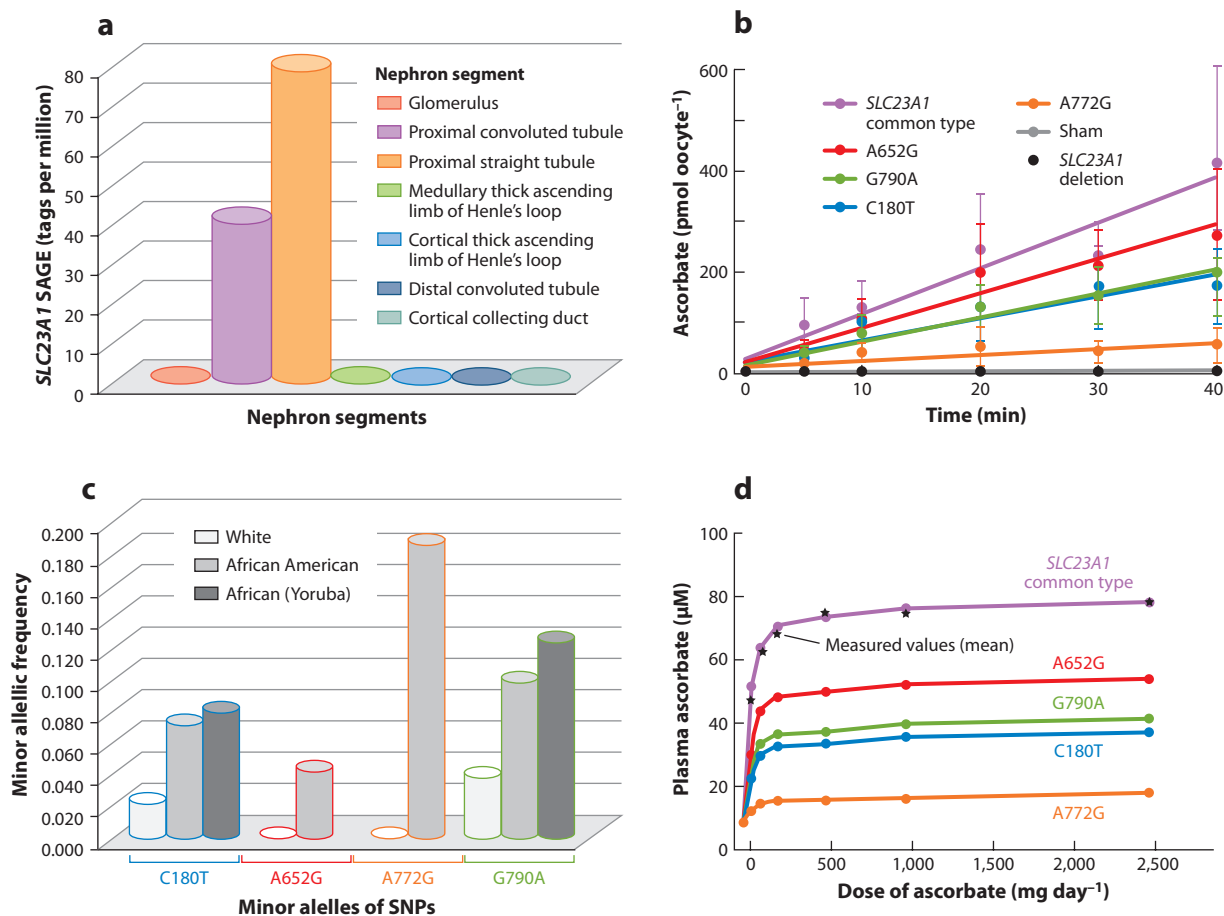 a
SLC23A1 SAGE (tags per million)
80
70
60
50
40
30
20
10
0
Nephron segment
Glomerulus
Proximal convoluted tubule
Proximal straight tubule
Medullary thick ascending
limb of Henle's loop
Cortical thick ascending
limb of Henle's loop
Distal convoluted tubule
Cortical collecting duct
Nephron segments
b
Ascorbate (pmol oocyte⁻¹)
600
400
200
0
SLC23A1
common type
A652G
G790A
C180T
A772G
Sham
SLC23A1
deletion
0 10 20 30 40
Time (min)
c
Minor allelic frequency
0.200
0.180
0.160
0.140
0.120
0.100
0.080
0.060
0.040
0.020
0.000
White
African American
African (Yoruba)
C180T A652G A772G G790A
Minor alelles of SNPs
d
Plasma ascorbate (μM)
100
80
60
40
20
0
SLC23A1
common type
Measured values (mean)
A652G
G790A
C180T
A772G
0 500 1,000 1,500 2,000 2,500
Dose of ascorbate (mg day⁻¹)